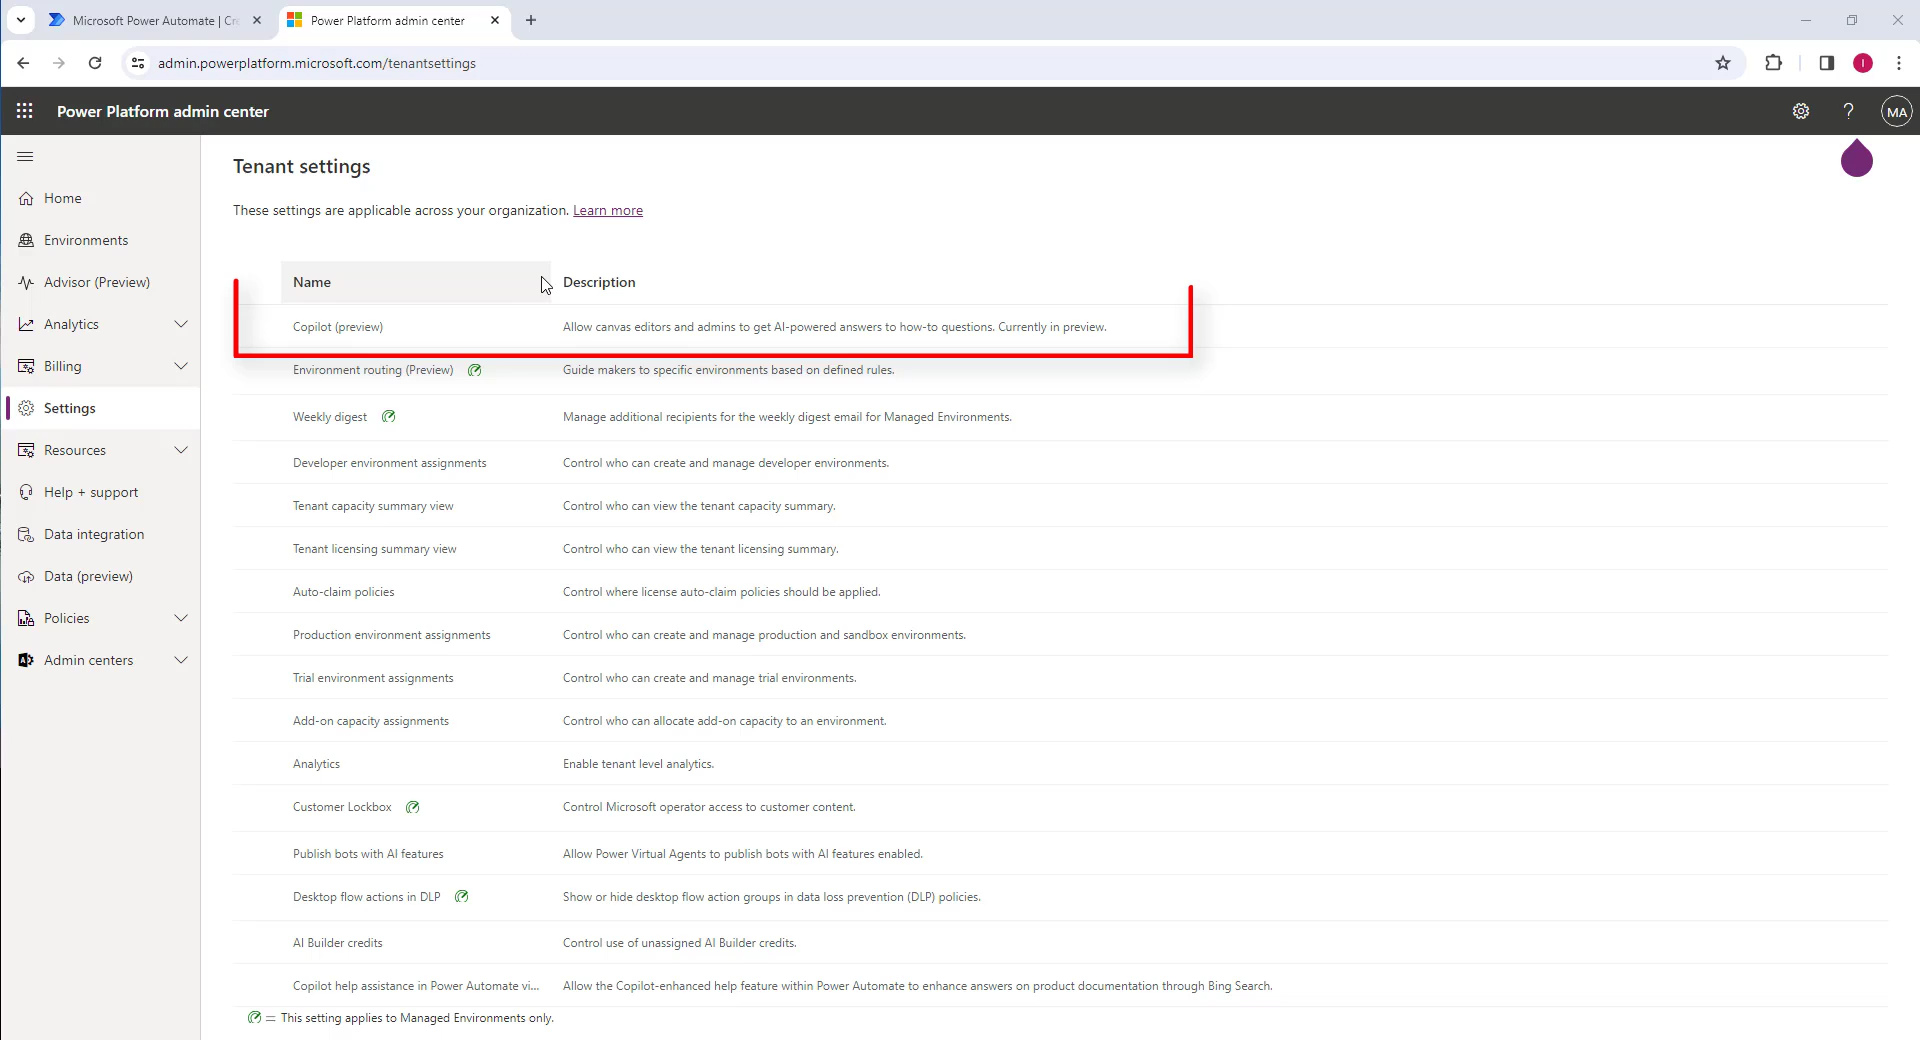 Microsoft Power Automate | Cre
Power Platform admin center
admin.powerplatform.microsoft.com/tenantsettings
I
Power Platform admin center
?
MA
Tenant settings
These settings are applicable across your organization. Learn more
Home
Environments
Advisor (Preview)
Analytics
Billing
Settings
Resources
Help + support
Data integration
Data (preview)
Policies
Admin centers
Name Description
Copilot (preview) Allow canvas editors and admins to get AI-powered answers to how-to questions. Currently in preview.
Environment routing (Preview) Guide makers to specific environments based on defined rules.
Weekly digest Manage additional recipients for the weekly digest email for Managed Environments.
Developer environment assignments Control who can create and manage developer environments.
Tenant capacity summary view Control who can view the tenant capacity summary.
Tenant licensing summary view Control who can view the tenant licensing summary.
Auto-claim policies Control where license auto-claim policies should be applied.
Production environment assignments Control who can create and manage production and sandbox environments.
Trial environment assignments Control who can create and manage trial environments.
Add-on capacity assignments Control who can allocate add-on capacity to an environment.
Analytics Enable tenant level analytics.
Customer Lockbox Control Microsoft operator access to customer content.
Publish bots with AI features Allow Power Virtual Agents to publish bots with AI features enabled.
Desktop flow actions in DLP Show or hide desktop flow action groups in data loss prevention (DLP) policies.
AI Builder credits Control use of unassigned AI Builder credits.
Copilot help assistance in Power Automate vi... Allow the Copilot-enhanced help feature within Power Automate to enhance answers on product documentation through Bing Search.
= This setting applies to Managed Environments only.